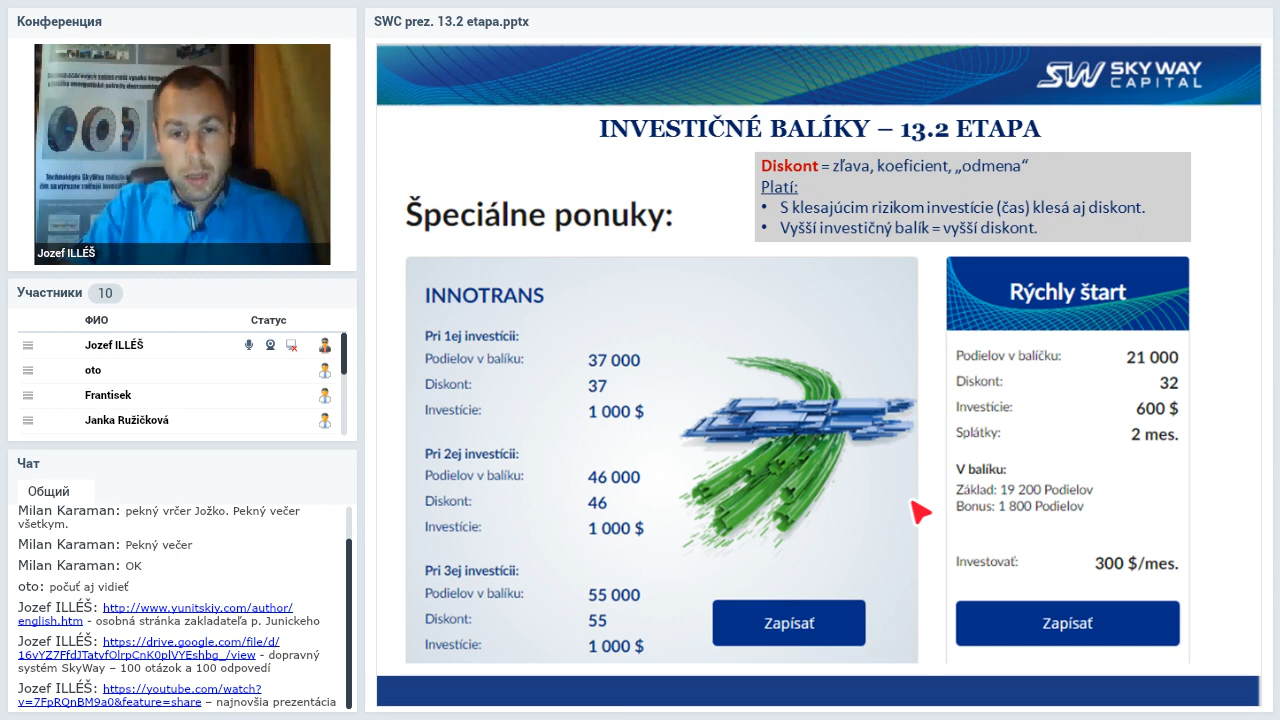 Конференция
Jozef ILLÉŠ
Участники 10
ФИО Статус
Jozef ILLÉŠ
oto
Frantisek
Janka Ružičková
Чат
Общий
Milan Karaman: pekný vrčer Jožko. Pekný večer
všetkym.
Milan Karaman: Pekný večer
Milan Karaman: OK
oto: počuť aj vidieť
Jozef ILLÉŠ: http://www.yunitskiy.com/author/
english.htm - osobná stránka zakladateľa p. Junickeho
Jozef ILLÉŠ: https://drive.google.com/file/d/
16vYZ7FfdJTatvfOlrpCnK0plVYEshbg_/view - dopravný
systém SkyWay – 100 otázok a 100 odpovedí
Jozef ILLÉŠ: https://youtube.com/watch?
v=7FpRQnBM9a0&feature=share – najnovšia prezentácia
SWC prez. 13.2 etapa.pptx
SW SKY WAY
CAPITAL
INVESTIČNÉ BALÍKY – 13.2 ETAPA
Diskont = zľava, koeficient, „odmena“
Platí:
• S klesajúcim rizikom investície (čas) klesá aj diskont.
• Vyšší investičný balík = vyšší diskont.
Špeciálne ponuky:
INNOTRANS
Pri 1ej investícii:
Podielov v balíku: 37 000
Diskont: 37
Investície: 1 000 $
Pri 2ej investícii:
Podielov v balíku: 46 000
Diskont: 46
Investície: 1 000 $
Pri 3ej investícii:
Podielov v balíku: 55 000
Diskont: 55
Investície: 1 000 $
Zapísať
Rýchly štart
Podielov v balíčku: 21 000
Diskont: 32
Investície: 600 $
Splátky: 2 mes.
V balíku:
Základ: 19 200 Podielov
Bonus: 1 800 Podielov
Investovať: 300 $/mes.
Zapísať